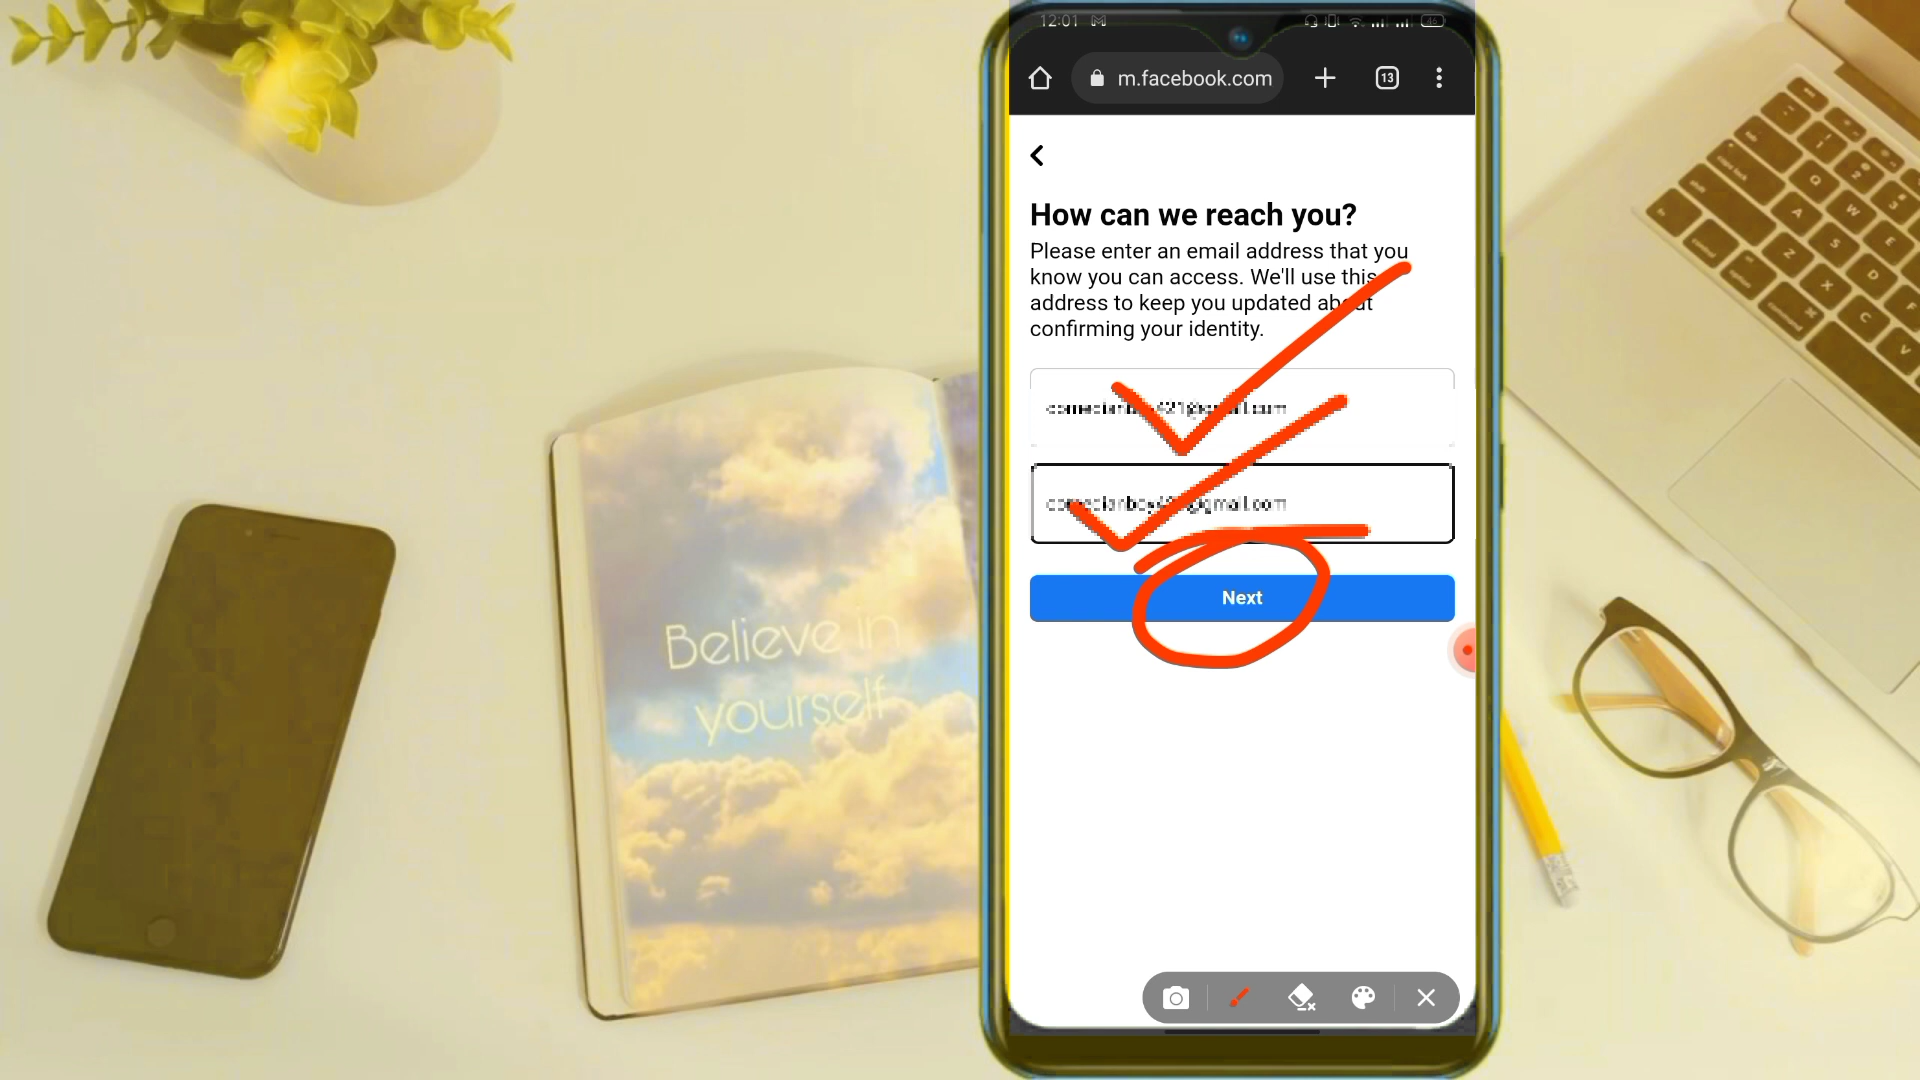 12:01
m.facebook.com
13
How can we reach you?
Please enter an email address that you
know you can access. We'll use this
address to keep you updated about
confirming your identity.
Next
Believe in
yourself